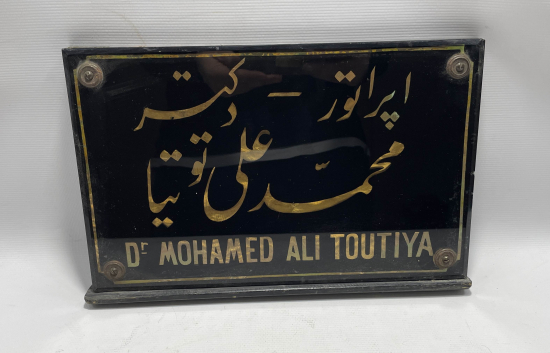 اپراتور - دکتر
محمد علی توتیا
Dr MOHAMED ALI TOUTIYA